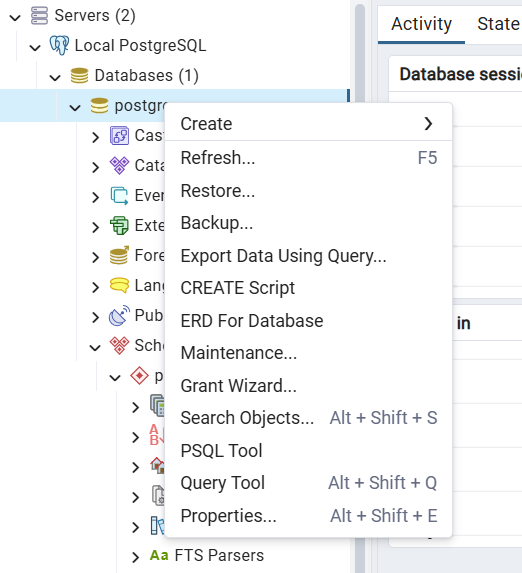 Servers (2)
Local PostgreSQL
Databases (1)
Create
Refresh... F5
Restore...
Backup...
Export Data Using Query...
CREATE Script
ERD For Database
Maintenance...
Grant Wizard...
Search Objects... Alt + Shift + S
PSQL Tool
Query Tool Alt + Shift + Q
Properties... Alt + Shift + E
Aa FTS Parsers
Activity State
Database sessi
in